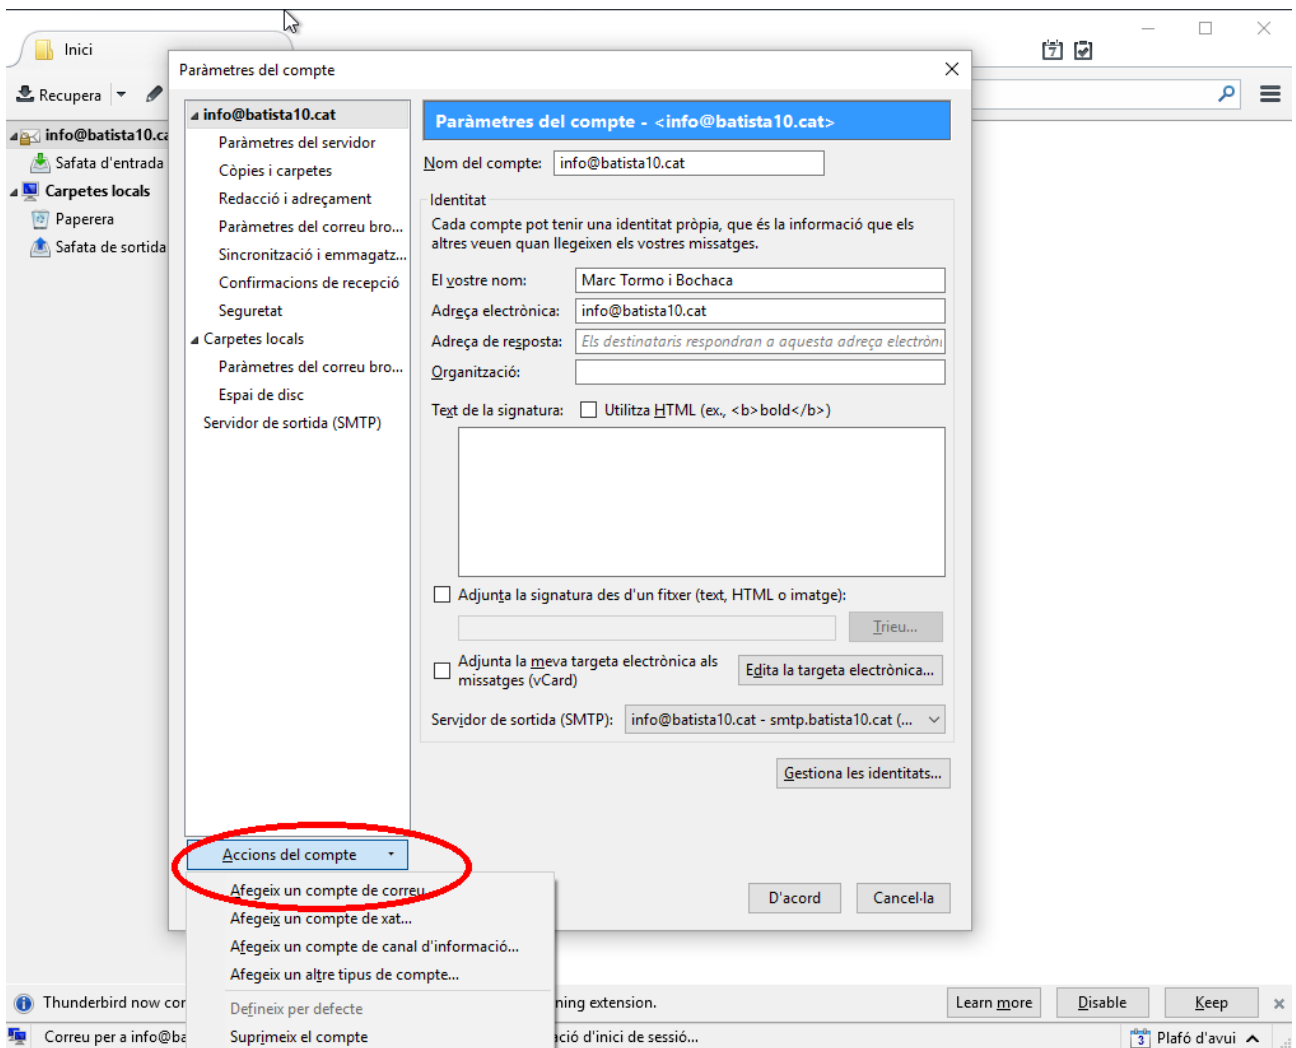 Inici
7
Recupera
info@batista10.ca
Safata d'entrada
Carpetes locals
Paperera
Safata de sortida
Paràmetres del compte
info@batista10.cat
Paràmetres del servidor
Còpies i carpetes
Redacció i adreçament
Paràmetres del correu bro...
Sincronització i emmagatz...
Confirmacions de recepció
Seguretat
Carpetes locals
Paràmetres del correu bro...
Espai de disc
Servidor de sortida (SMTP)
Accions del compte
Paràmetres del compte - <info@batista10.cat>
Nom del compte: info@batista10.cat
Identitat
Cada compte pot tenir una identitat pròpia, que és la informació que els
altres veuen quan llegeixen els vostres missatges.
El vostre nom: Marc Tormo i Bochaca
Adreça electrònica: info@batista10.cat
Adreça de resposta: Els destinataris respondran a aquesta adreça electròni
Organització:
Text de la signatura: Utilitza HTML (ex., <b>bold</b>)
Adjunta la signatura des d'un fitxer (text, HTML o imatge):
Trieu...
Adjunta la meva targeta electrònica als
missatges (vCard)
Edita la targeta electrònica...
Servidor de sortida (SMTP): info@batista10.cat - smtp.batista10.cat (...
Gestiona les identitats...
D'acord Cancel·la
Afegeix un compte de correu...
Afegeix un compte de xat...
Afegeix un compte de canal d'informació...
Afegeix un altre tipus de compte...
Defineix per defecte
Suprimeix el compte
Thunderbird now cor ning extension. Learn more Disable Keep
Correu per a info@ba ació d'inici de sessió... 3 Plafó d'avui